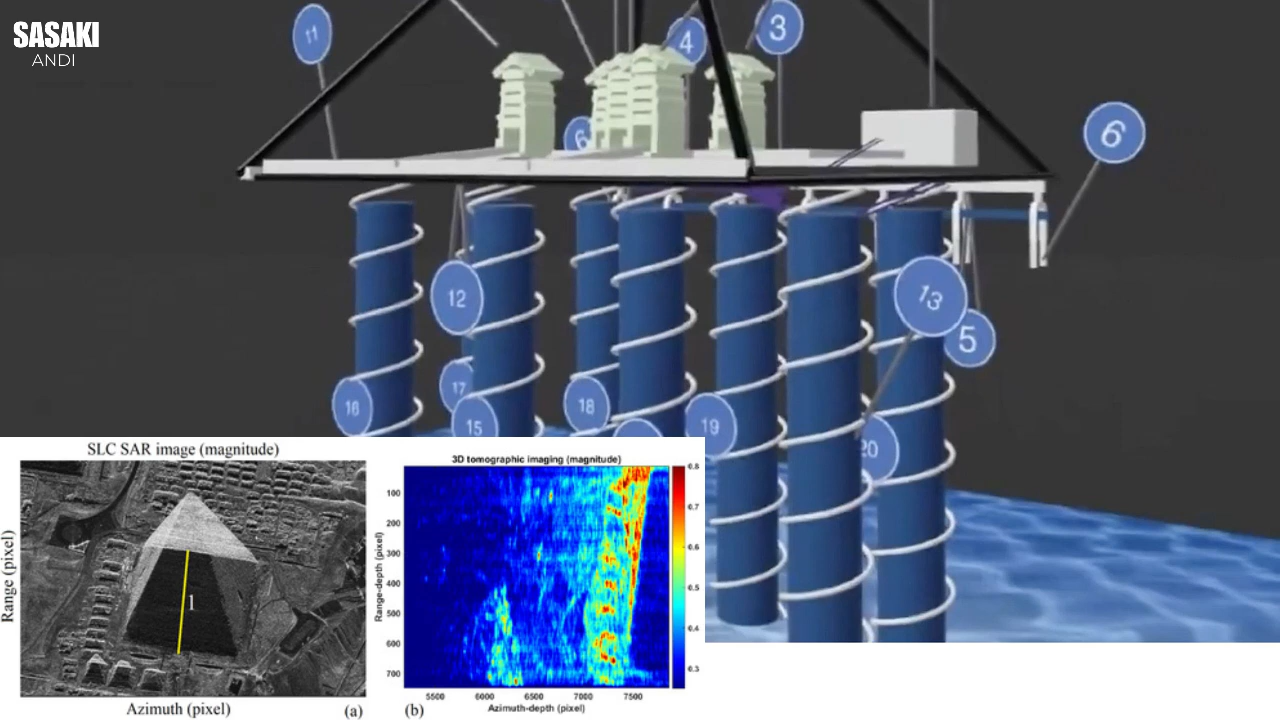 SASAKI
ANDI
11
4
3
6
6
12
13
5
16
17
15
18
19
20
SLC SAR image (magnitude)
Range (pixel)
1
Azimuth (pixel)
(a)
3D tomographic imaging (magnitude)
Range-depth (pixel)
100
200
300
400
500
600
700
5500 6000 6500 7000 7500
Azimuth-depth (pixel)
(b)
0.8
0.7
0.6
0.5
0.4
0.3